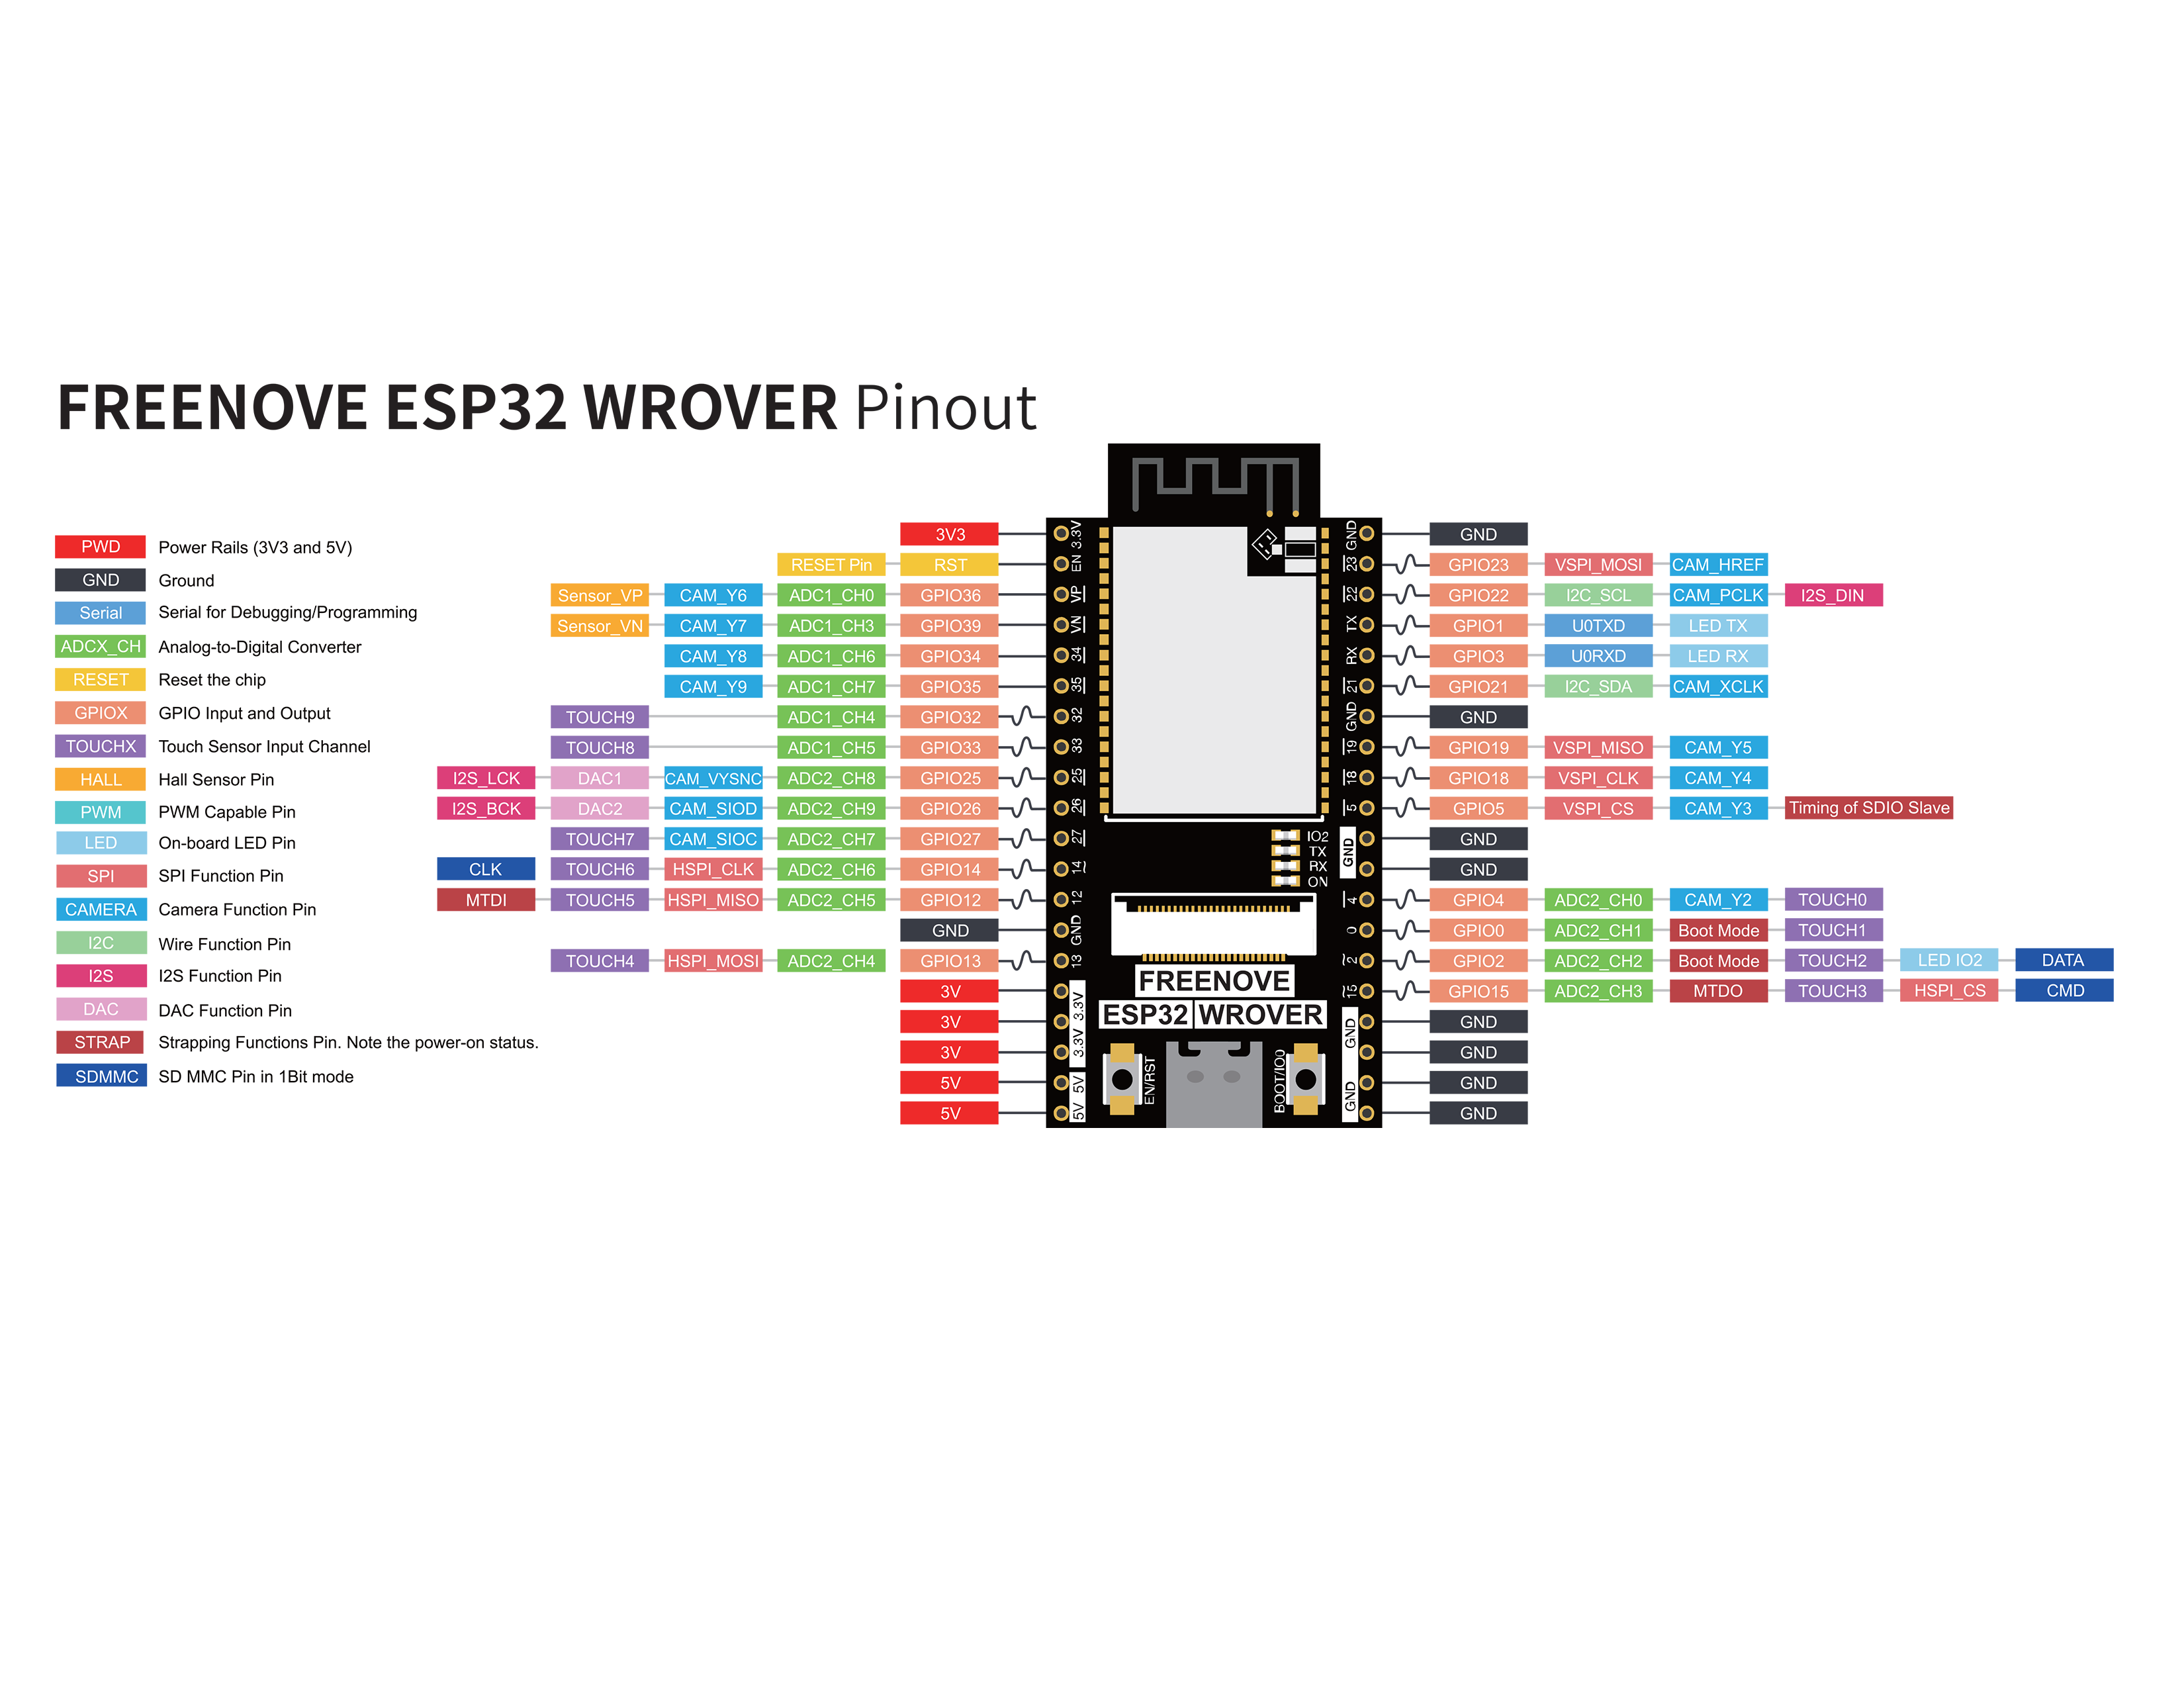 FREENOVE ESP32 WROVER Pinout
PWD Power Rails (3V3 and 5V)
GND Ground
Serial Serial for Debugging/Programming
ADCX_CH Analog-to-Digital Converter
RESET Reset the chip
GPIOX GPIO Input and Output
TOUCHX Touch Sensor Input Channel
HALL Hall Sensor Pin
PWM PWM Capable Pin
LED On-board LED Pin
SPI SPI Function Pin
CAMERA Camera Function Pin
I2C Wire Function Pin
I2S I2S Function Pin
DAC DAC Function Pin
STRAP Strapping Functions Pin. Note the power-on status.
SDMMC SD MMC Pin in 1Bit mode
3V3 3.3V GND GND
RESET Pin RST EN 23 GPIO23 VSPI_MOSI CAM_HREF
Sensor_VP CAM_Y6 ADC1_CH0 GPIO36 VP 22 GPIO22 I2C_SCL CAM_PCLK I2S_DIN
Sensor_VN CAM_Y7 ADC1_CH3 GPIO39 VN TX GPIO1 U0TXD LED TX
CAM_Y8 ADC1_CH6 GPIO34 34 RX GPIO3 U0RXD LED RX
CAM_Y9 ADC1_CH7 GPIO35 35 21 GPIO21 I2C_SDA CAM_XCLK
TOUCH9 ADC1_CH4 GPIO32 32 GND GND
TOUCH8 ADC1_CH5 GPIO33 33 19 GPIO19 VSPI_MISO CAM_Y5
I2S_LCK DAC1 CAM_VYSNC ADC2_CH8 GPIO25 25 18 GPIO18 VSPI_CLK CAM_Y4
I2S_BCK DAC2 CAM_SIOD ADC2_CH9 GPIO26 26 5 GPIO5 VSPI_CS CAM_Y3 Timing of SDIO Slave
TOUCH7 CAM_SIOC ADC2_CH7 GPIO27 27 GND GND
CLK TOUCH6 HSPI_CLK ADC2_CH6 GPIO14 14~ GND
IO2
TX
RX
ON
MTDI TOUCH5 HSPI_MISO ADC2_CH5 GPIO12 12 4 GPIO4 ADC2_CH0 CAM_Y2 TOUCH0
GND GND 0 GPIO0 ADC2_CH1 Boot Mode TOUCH1
TOUCH4 HSPI_MOSI ADC2_CH4 GPIO13 13 ~2 GPIO2 ADC2_CH2 Boot Mode TOUCH2 LED IO2 DATA
3V 3.3V ~15 GPIO15 ADC2_CH3 MTDO TOUCH3 HSPI_CS CMD
FREENOVE
ESP32 WROVER
3V GND GND
3V 3.3V GND
5V 5V GND GND
5V 5V GND
EN/RST
BOOT/IO0